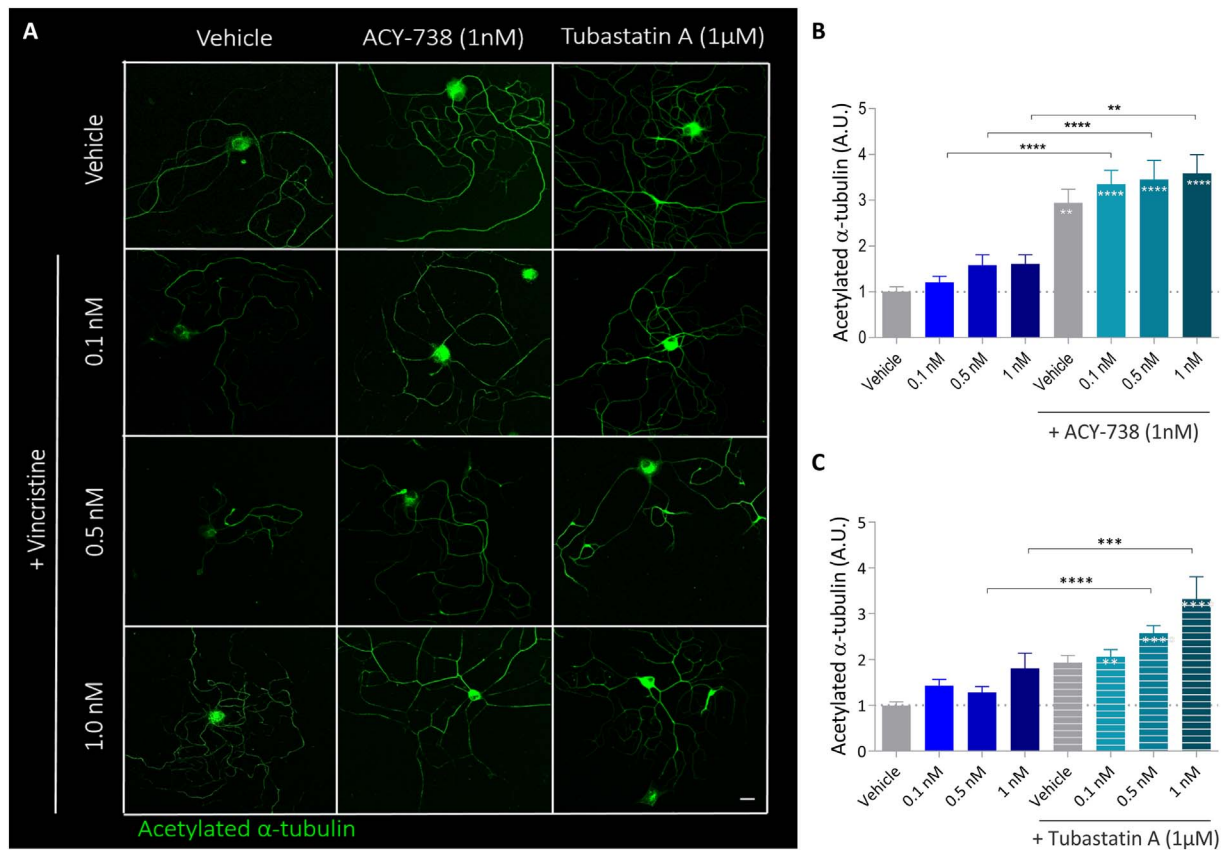 A
Vehicle ACY-738 (1nM) Tubastatin A (1µM)
Vehicle
+ Vincristine
0.1 nM
0.5 nM
1.0 nM
Acetylated α-tubulin
B
Acetylated α-tubulin (A.U.)
5
4
3
2
1
0
**
****
****
** **** **** ****
Vehicle 0.1 nM 0.5 nM 1 nM Vehicle 0.1 nM 0.5 nM 1 nM
+ ACY-738 (1nM)
C
Acetylated α-tubulin (A.U.)
5
4
3
2
1
0
***
****
** *** ****
Vehicle 0.1 nM 0.5 nM 1 nM Vehicle 0.1 nM 0.5 nM 1 nM
+ Tubastatin A (1µM)